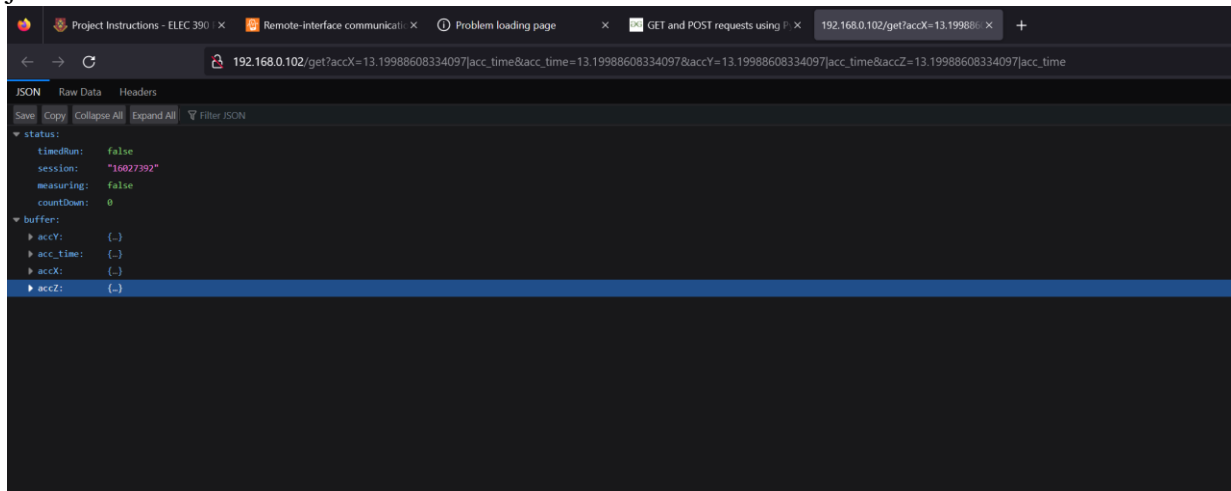 Project Instructions - ELEC 390
Remote-interface communicatio
Problem loading page
GET and POST requests using P
192.168.0.102/get?accX=13.199886
192.168.0.102/get?accX=13.19988608334097|acc_time&acc_time=13.19988608334097&accY=13.19988608334097|acc_time&accZ=13.19988608334097|acc_time
JSON Raw Data Headers
Save Copy Collapse All Expand All Filter JSON
status:
timedRun: false
session: "16027392"
measuring: false
countDown: 0
buffer:
accY: {…}
acc_time: {…}
accX: {…}
accZ: {…}